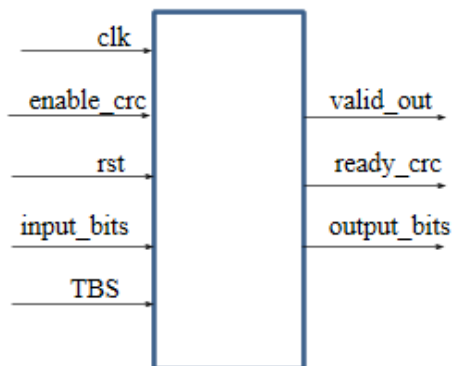 clk
enable_crc
valid_out
rst
ready_crc
input_bits
output_bits
TBS